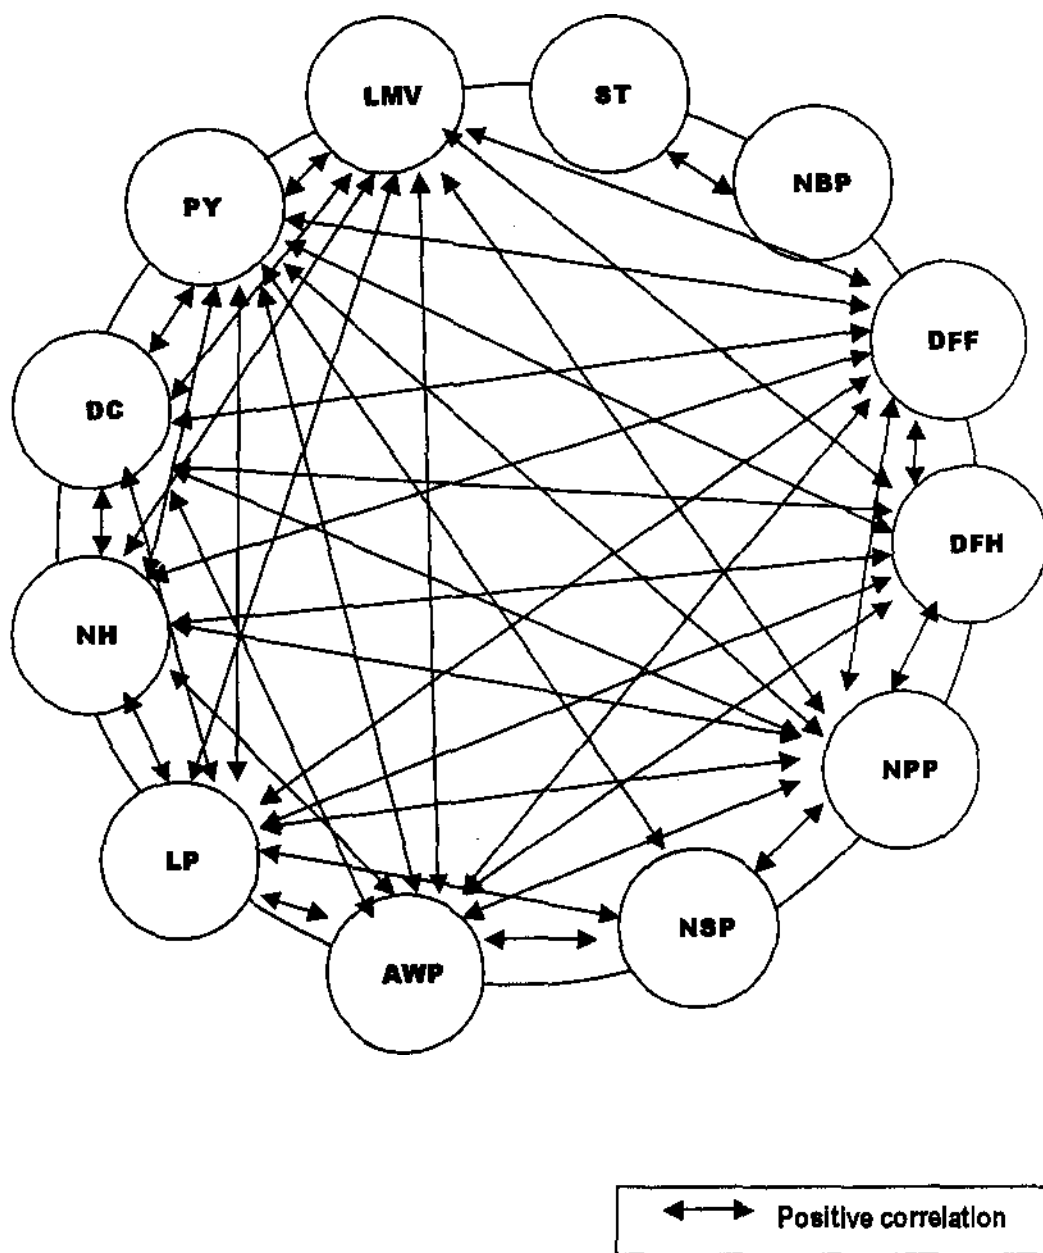 LMV
ST
NBP
PY
DFF
DC
DFH
NH
NPP
LP
NSP
AWP
Positive correlation